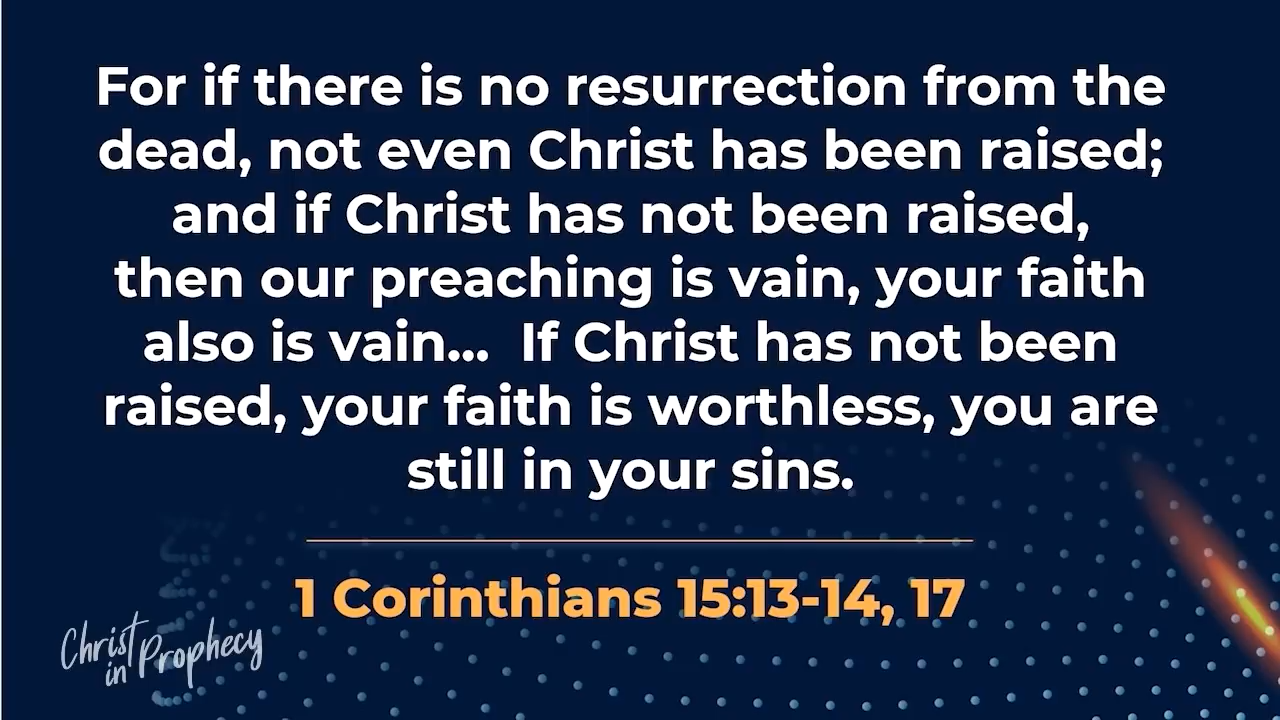 For if there is no resurrection from the
dead, not even Christ has been raised;
and if Christ has not been raised,
then our preaching is vain, your faith
also is vain...  If Christ has not been
raised, your faith is worthless, you are
still in your sins.
1 Corinthians 15:13-14, 17
Christ
in Prophecy